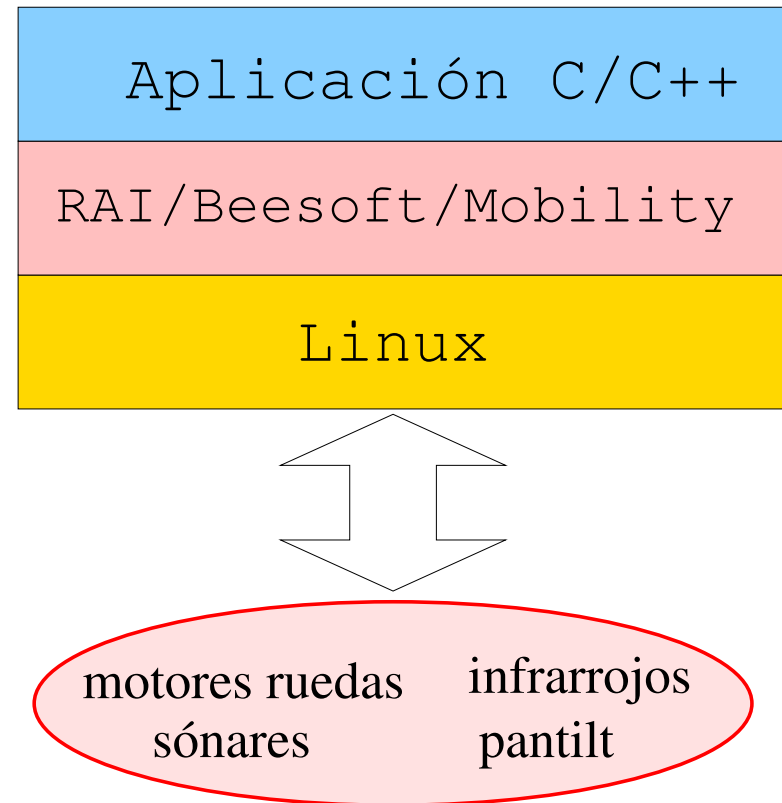 Aplicación C/C++
RAI/Beesoft/Mobility
Linux
motores ruedas infrarrojos
sónares pantilt